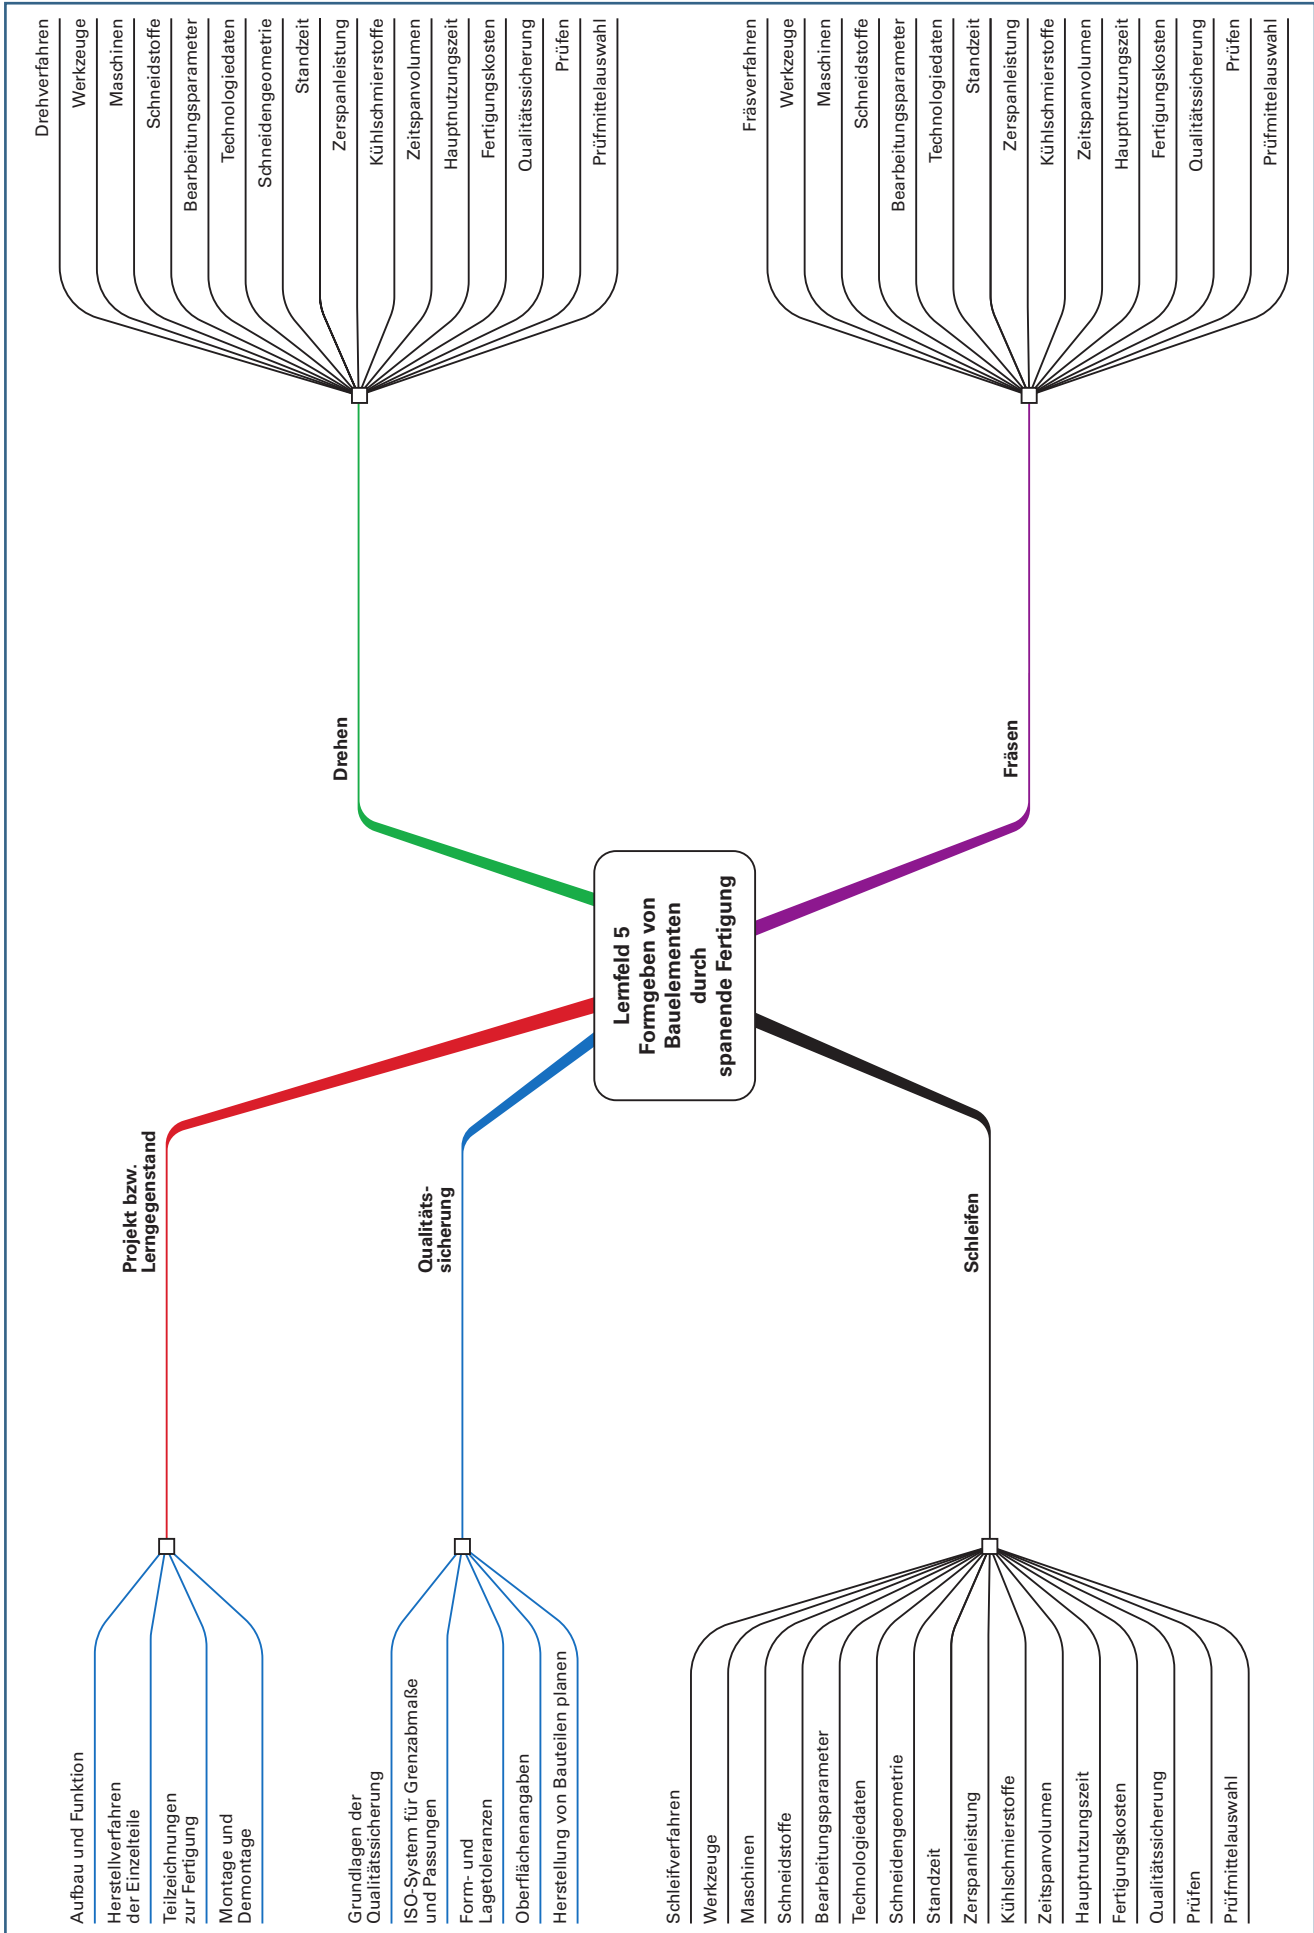 Lernfeld 5
Formgeben von
Bauelementen
durch
spanende Fertigung
Projekt bzw.
Lerngegenstand
Aufbau und Funktion
Herstellverfahren
der Einzelteile
Teilzeichnungen
zur Fertigung
Montage und
Demontage
Qualitäts-
sicherung
Grundlagen der
Qualitätssicherung
ISO-System für Grenzabmaße
und Passungen
Form- und
Lagetoleranzen
Oberflächenangaben
Herstellung von Bauteilen planen
Schleifen
Schleifverfahren
Werkzeuge
Maschinen
Schneidstoffe
Bearbeitungsparameter
Technologiedaten
Schneidengeometrie
Standzeit
Zerspanleistung
Kühlschmierstoffe
Zeitspanvolumen
Hauptnutzungszeit
Fertigungskosten
Qualitätssicherung
Prüfen
Prüfmittelauswahl
Drehen
Drehverfahren
Werkzeuge
Maschinen
Schneidstoffe
Bearbeitungsparameter
Technologiedaten
Schneidengeometrie
Standzeit
Zerspanleistung
Kühlschmierstoffe
Zeitspanvolumen
Hauptnutzungszeit
Fertigungskosten
Qualitätssicherung
Prüfen
Prüfmittelauswahl
Fräsen
Fräsverfahren
Werkzeuge
Maschinen
Schneidstoffe
Bearbeitungsparameter
Technologiedaten
Standzeit
Zerspanleistung
Kühlschmierstoffe
Zeitspanvolumen
Hauptnutzungszeit
Fertigungskosten
Qualitätssicherung
Prüfen
Prüfmittelauswahl